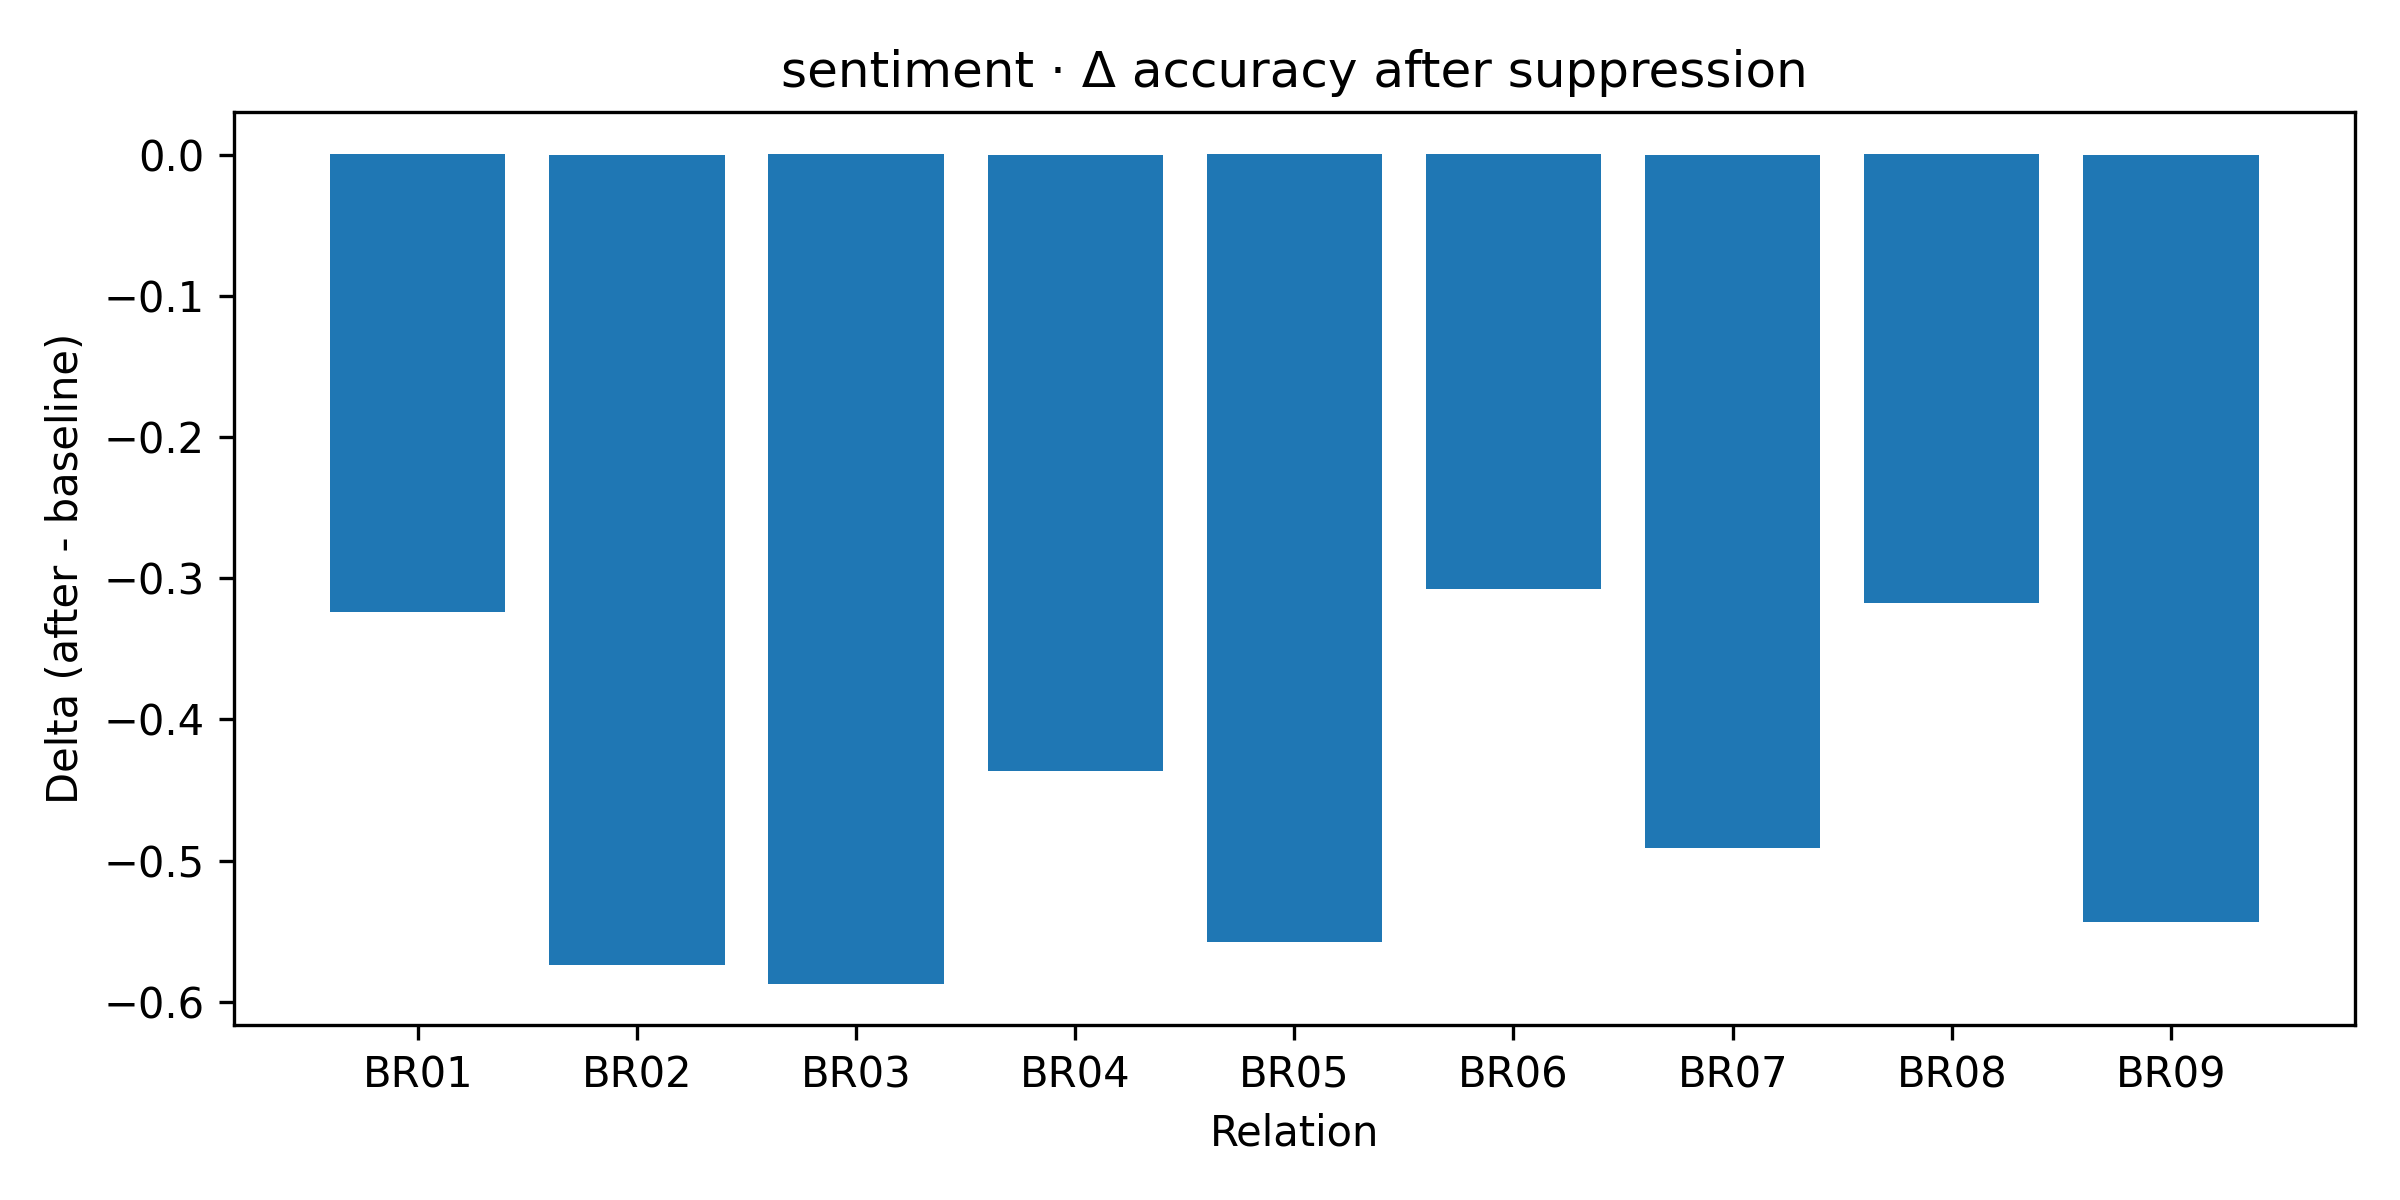 sentiment · Δ accuracy after suppression
0.0
−0.1
−0.2
−0.3
−0.4
−0.5
−0.6
Delta (after - baseline)
BR01 BR02 BR03 BR04 BR05 BR06 BR07 BR08 BR09
Relation